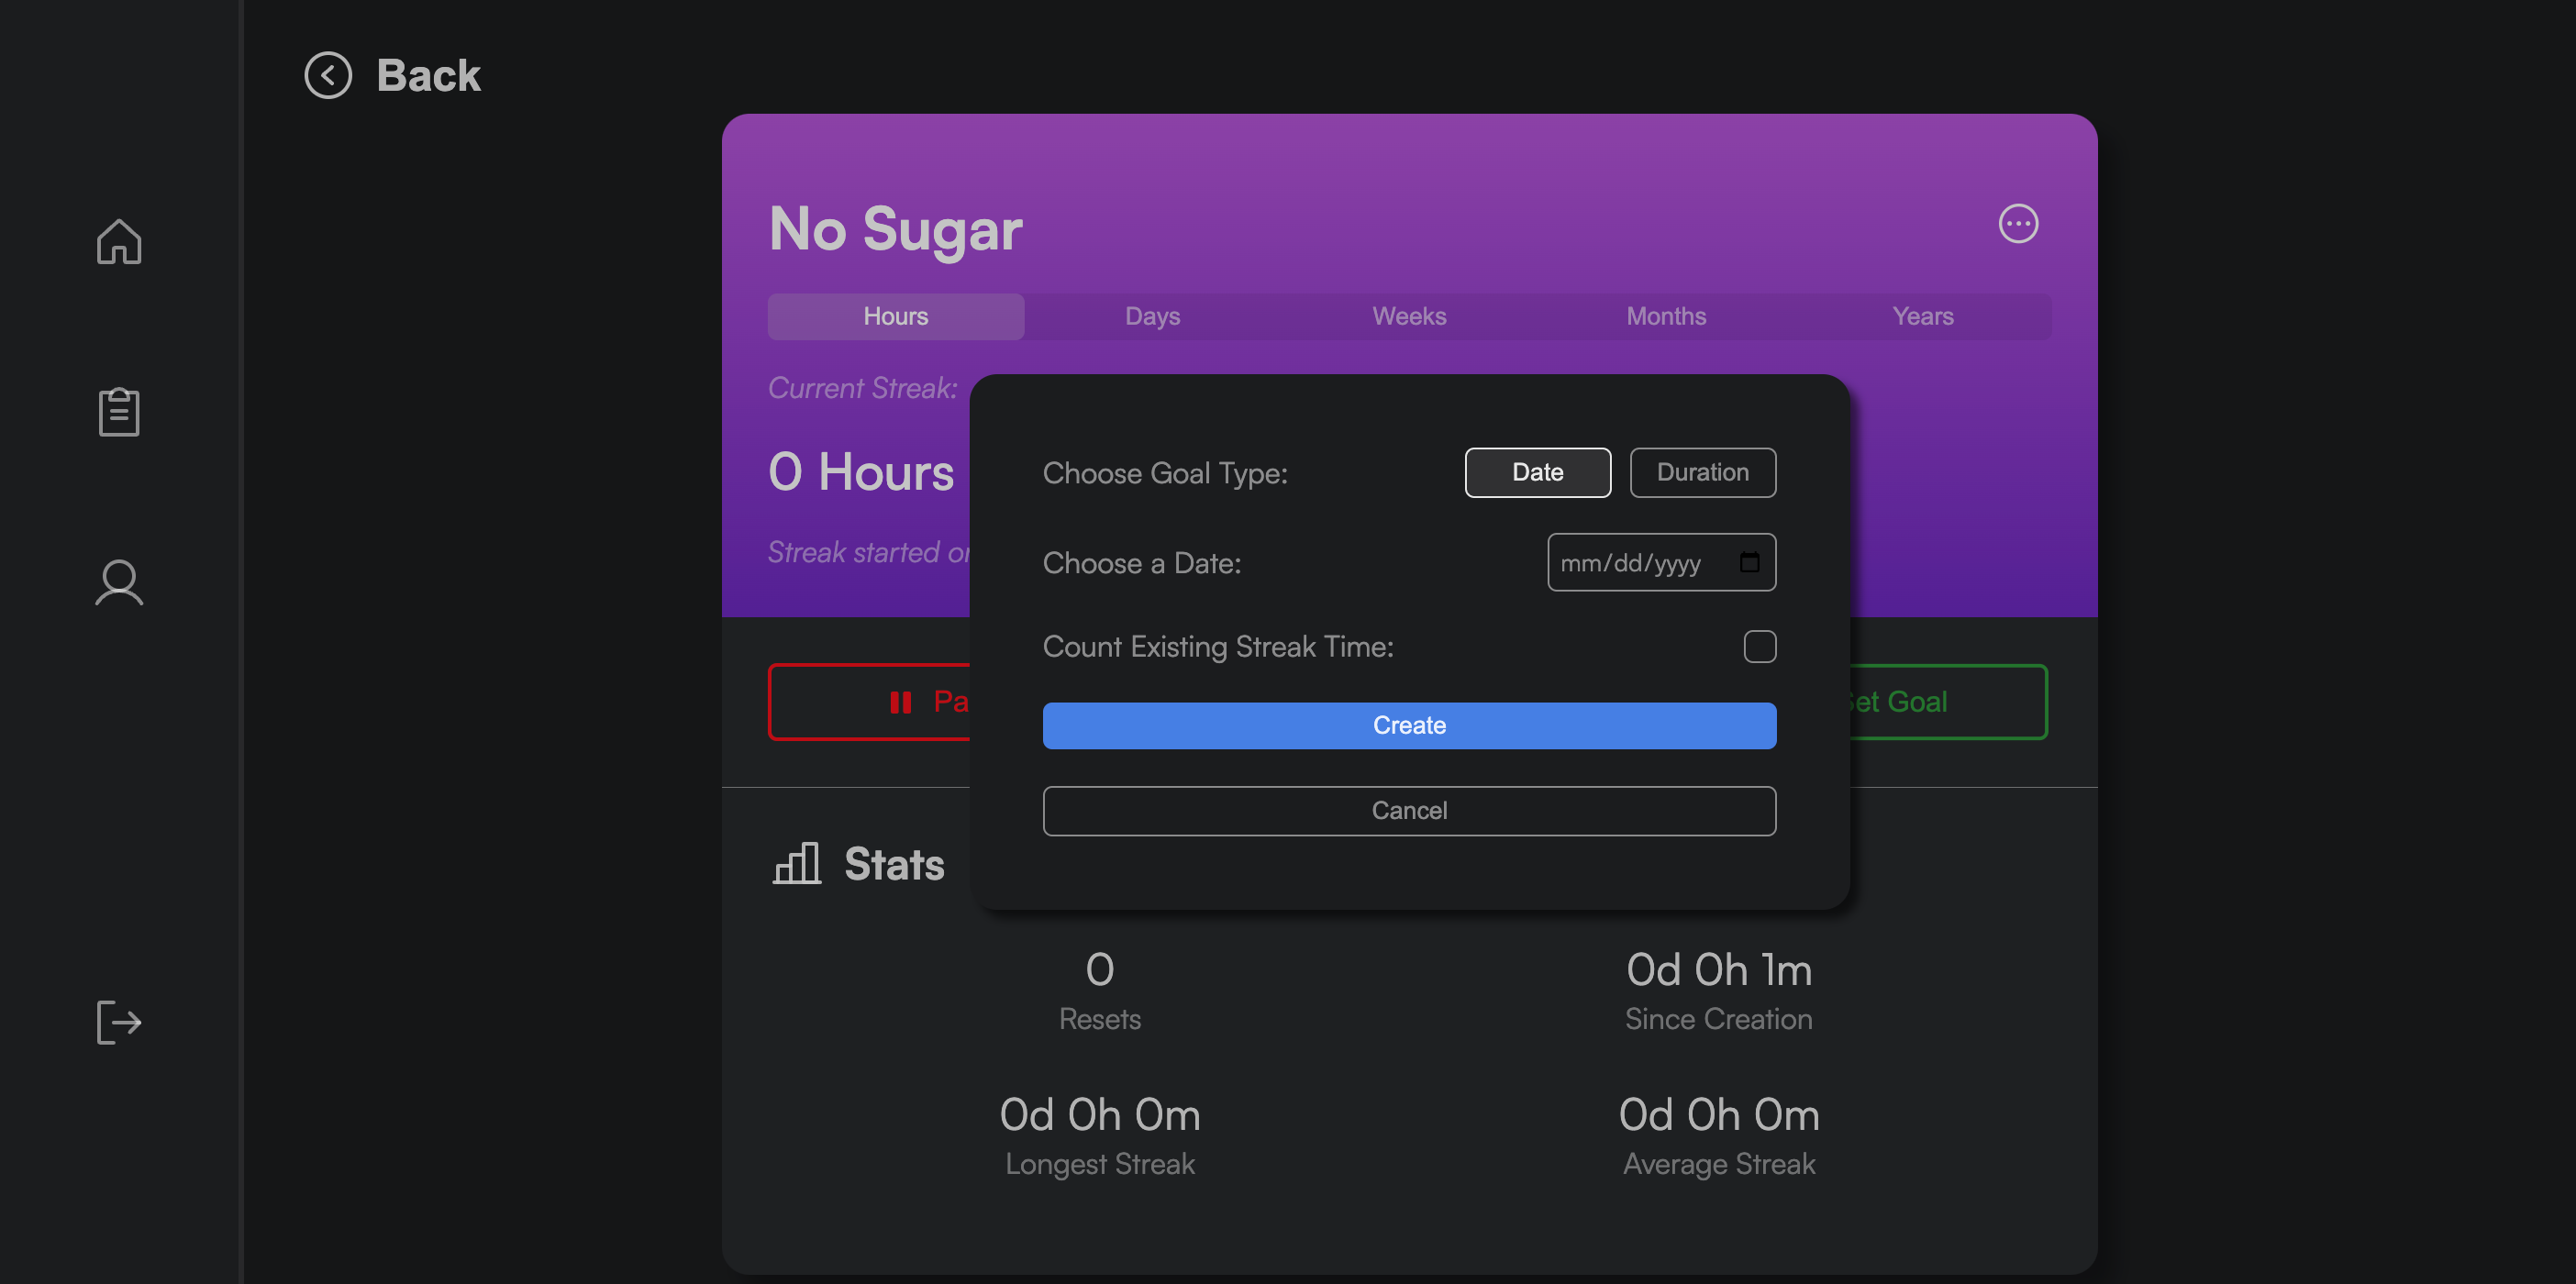 Back
No Sugar
Hours Days Weeks Months Years
Current Streak:
0 Hours
Streak started
Choose Goal Type: Date Duration
Choose a Date: mm/dd/yyyy
Count Existing Streak Time:
Create
Cancel
Goal
Stats
0
Resets
0d 0h 1m
Since Creation
0d 0h 0m
Longest Streak
0d 0h 0m
Average Streak